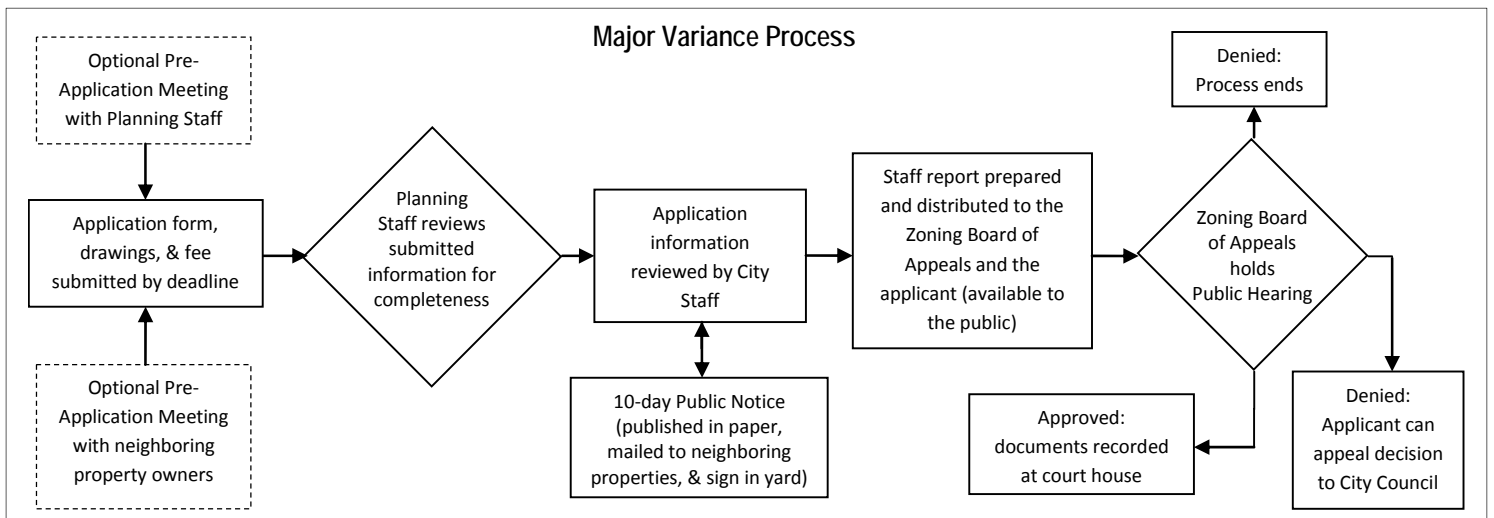 Major Variance Process
Optional Pre-
Application Meeting
with Planning Staff
Application form,
drawings, & fee
submitted by deadline
Optional Pre-
Application Meeting
with neighboring
property owners
Planning
Staff reviews
submitted
information for
completeness
Application
information
reviewed by City
Staff
10-day Public Notice
(published in paper,
mailed to neighboring
properties, & sign in yard)
Staff report prepared
and distributed to the
Zoning Board of
Appeals and the
applicant (available to
the public)
Zoning Board
of Appeals
holds
Public Hearing
Denied:
Process ends
Approved:
documents recorded
at court house
Denied:
Applicant can
appeal decision
to City Council